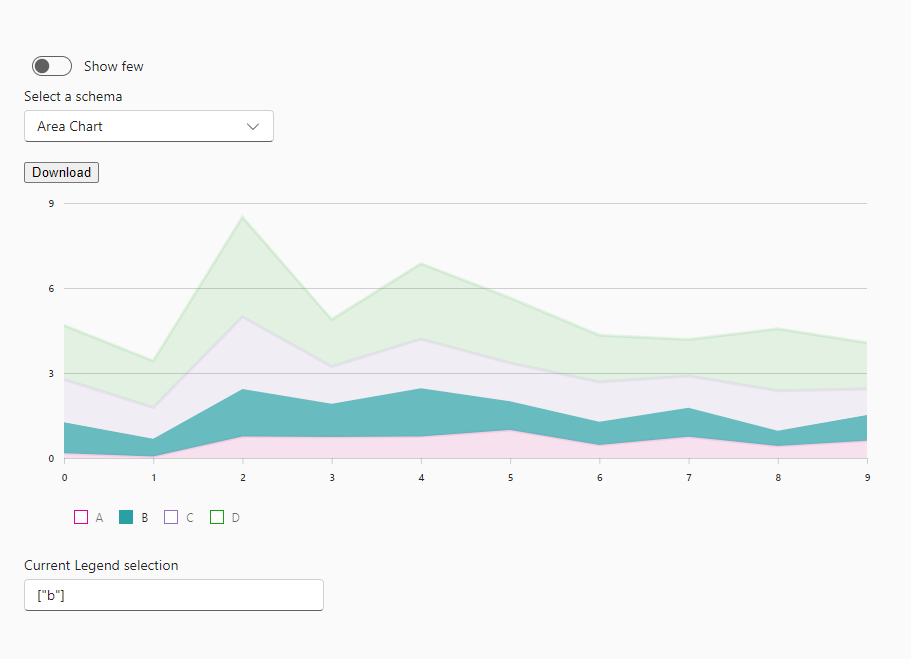 Show few
Select a schema
Area Chart
Download
9
6
3
0
0 1 2 3 4 5 6 7 8 9
A B C D
Current Legend selection
["b"]